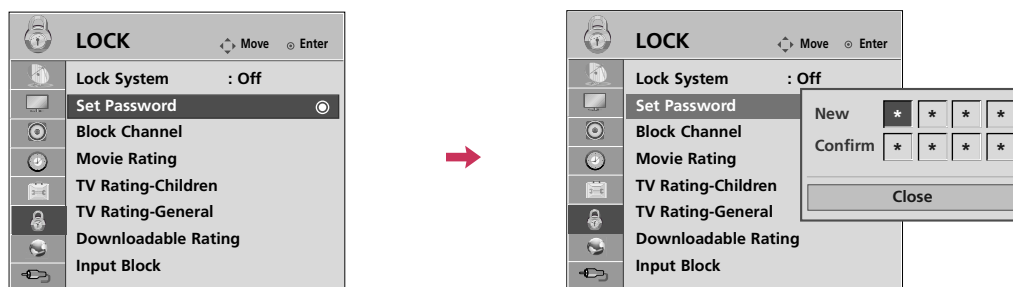 LOCK
Move
Enter
Lock System : Off
Set Password
Block Channel
Movie Rating
TV Rating-Children
TV Rating-General
Downloadable Rating
Input Block
LOCK
Move
Enter
Lock System : Off
Set Password
Block Channel
Movie Rating
TV Rating-Children
TV Rating-General
Downloadable Rating
Input Block
New * * * *
Confirm * * * *
Close